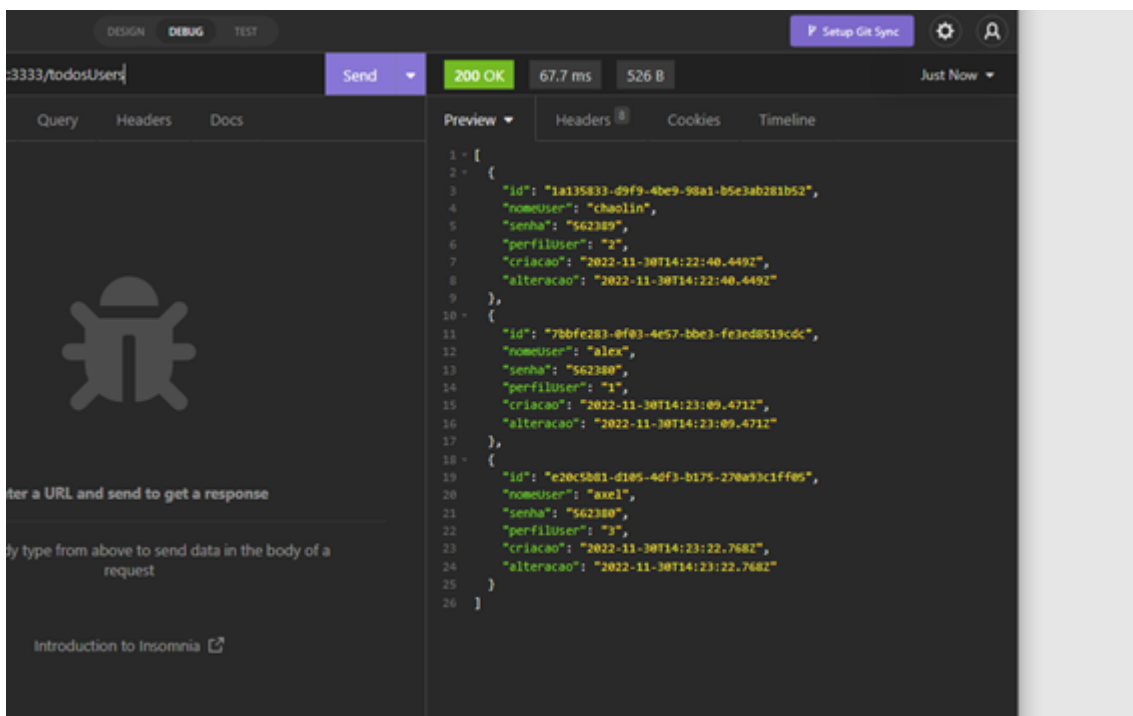 DESIGN DEBUG TEST Setup Git Sync
:3333/todosUsers Send 200 OK 67.7 ms 526 B Just Now
Query Headers Docs Preview Headers 8 Cookies Timeline
1 [
2 {
3 "id": "1a135833-d9f9-4be9-98a1-b5e3ab281b52",
4 "nomeUser": "chaolin",
5 "senha": "562389",
6 "perfilUser": "2",
7 "criacao": "2022-11-30T14:22:40.449Z",
8 "alteracao": "2022-11-30T14:22:40.449Z"
9 },
10 {
11 "id": "7bbfe283-0f03-4e57-bbe3-fe3ed8519cdc",
12 "nomeUser": "alex",
13 "senha": "562380",
14 "perfilUser": "1",
15 "criacao": "2022-11-30T14:23:09.471Z",
16 "alteracao": "2022-11-30T14:23:09.471Z"
17 },
18 {
19 "id": "e20c5b81-d105-4df3-b175-270a93c1ff05",
20 "nomeUser": "axel",
21 "senha": "562380",
22 "perfilUser": "3",
23 "criacao": "2022-11-30T14:23:22.768Z",
24 "alteracao": "2022-11-30T14:23:22.768Z"
25 }
26 ]
ter a URL and send to get a response
dy type from above to send data in the body of a
request
Introduction to Insomnia